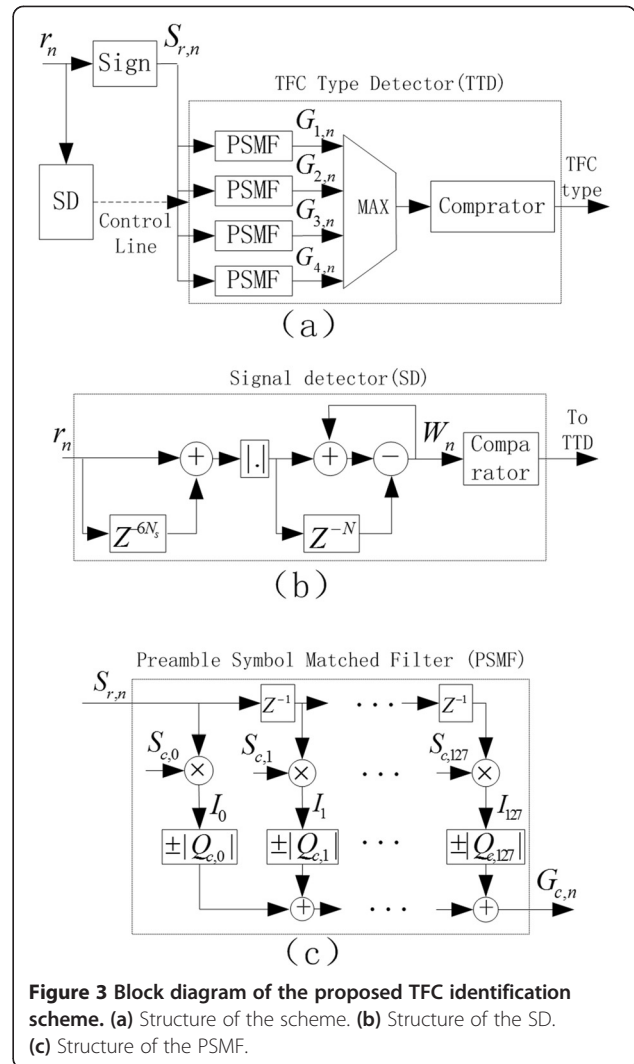 r_n
S_{r,n}
Sign
TFC Type Detector(TTD)
PSMF
G_{1,n}
PSMF
G_{2,n}
PSMF
G_{3,n}
PSMF
G_{4,n}
SD
Control
Line
MAX
Comprator
TFC
type
(a)
Signal detector(SD)
r_n
+
|.|
+
−
W_n
Compa
rator
To
TTD
Z^{-6N_s}
Z^{-N}
(b)
Preamble Symbol Matched Filter (PSMF)
S_{r,n}
Z^{-1}
. . .
Z^{-1}
S_{c,0}
×
S_{c,1}
×
. . .
S_{c,127}
×
I_0
I_1
I_{127}
±|Q_{c,0}|
±|Q_{c,1}|
. . .
±|Q_{c,127}|
+
. . .
+
G_{c,n}
(c)
Figure 3 Block diagram of the proposed TFC identification
scheme. (a) Structure of the scheme. (b) Structure of the SD.
(c) Structure of the PSMF.